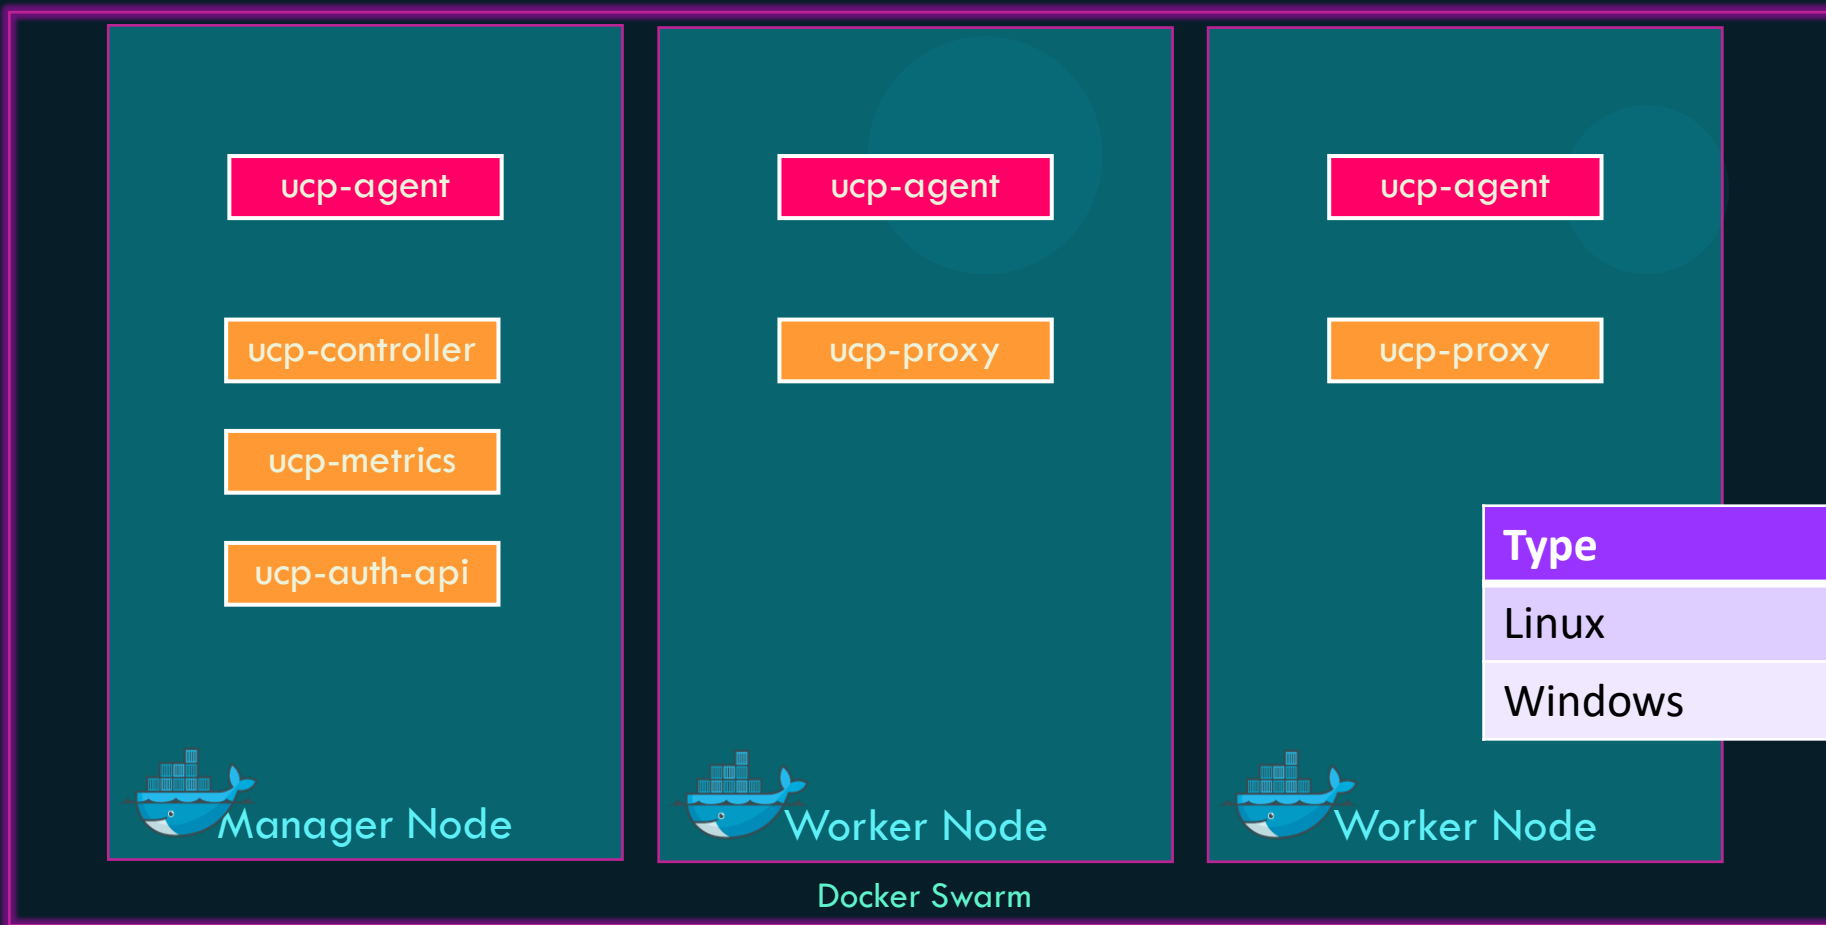 ucp-agent
ucp-controller
ucp-metrics
ucp-auth-api
Manager Node
ucp-agent
ucp-proxy
Worker Node
ucp-agent
ucp-proxy
Worker Node
Type
Linux
Windows
Docker Swarm